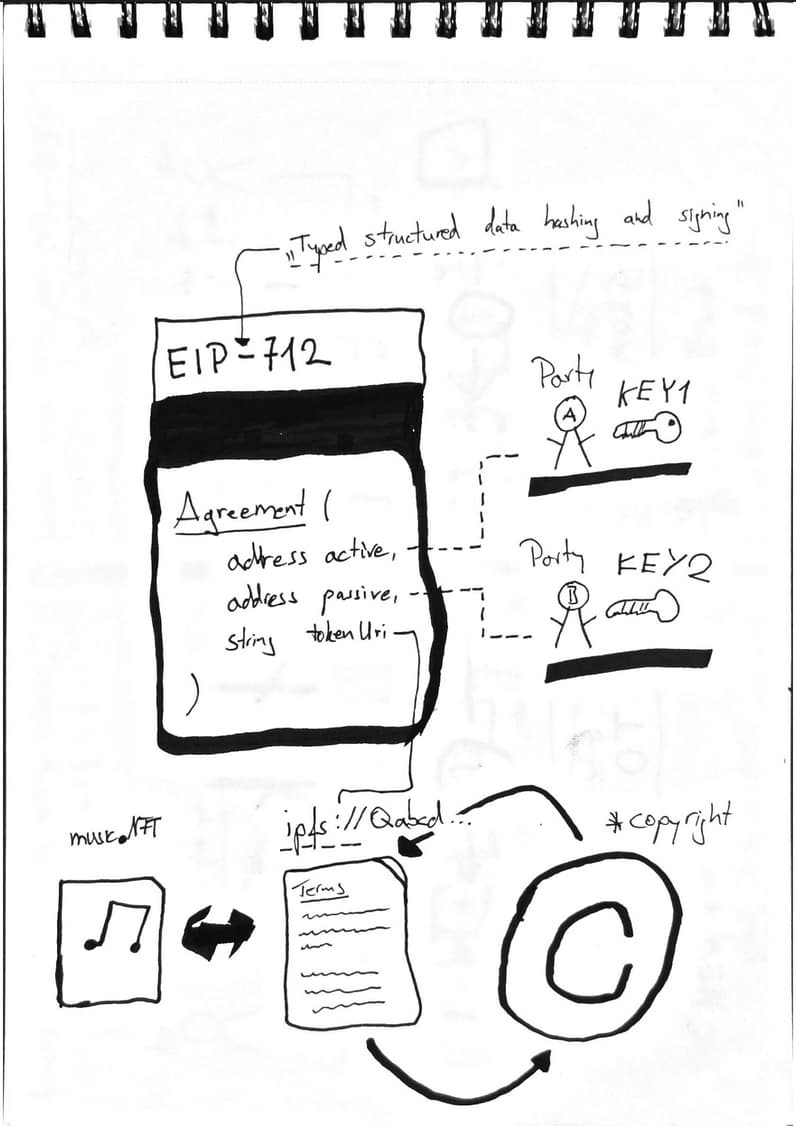 „Typed structured data hashing and signing"
EIP-712
Party
A
KEY1
Agreement (
address active,
address passive,
string tokenUri
)
Party
B
KEY2
music NFT
ipfs://Qabcd...
*copyright
Terms
C